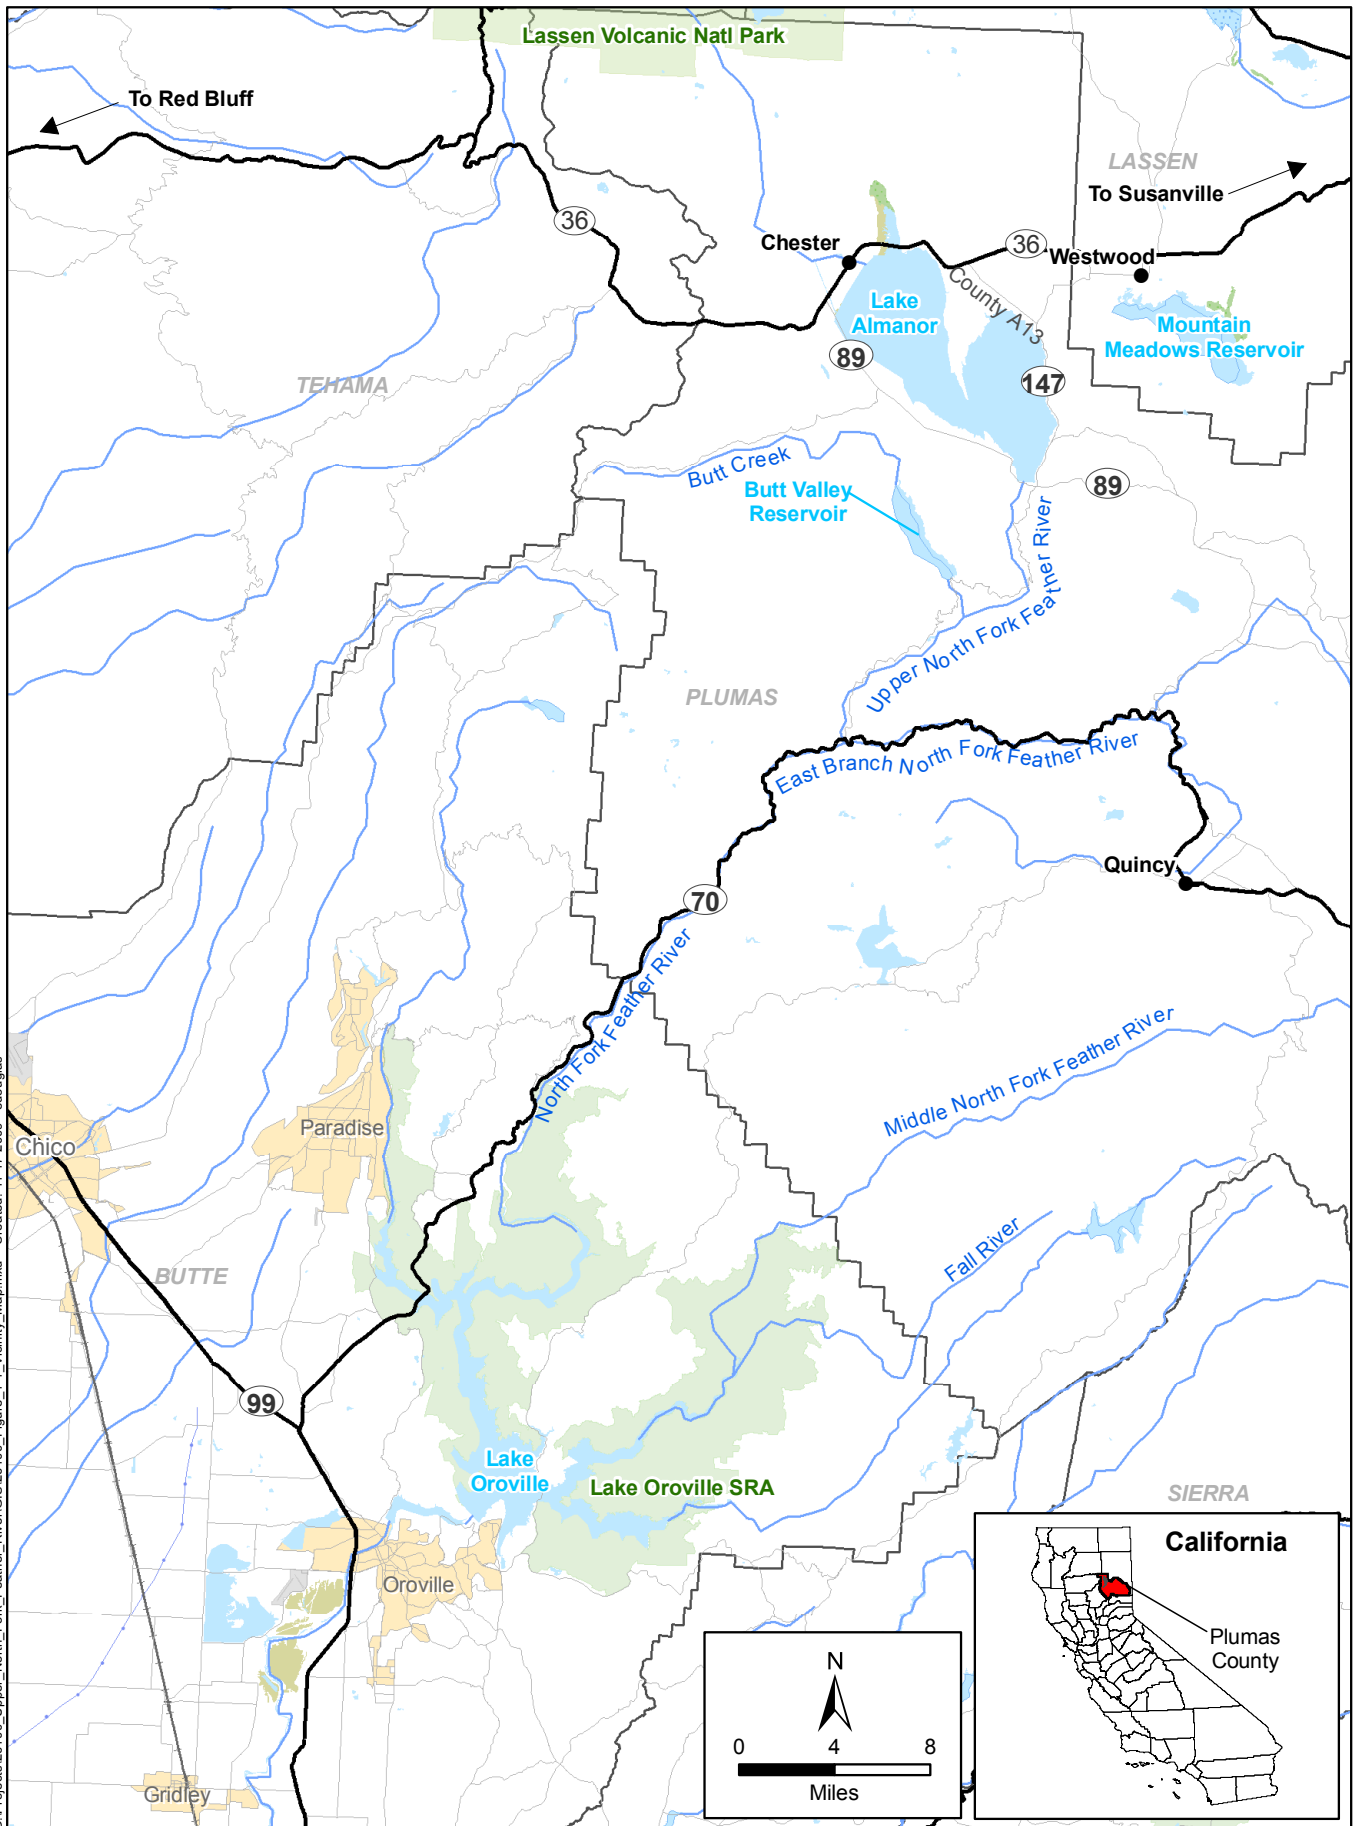 Lassen Volcanic Natl Park
To Red Bluff
LASSEN
To Susanville
36
Chester
36
Westwood
County A13
Lake
Almanor
Mountain
Meadows Reservoir
89
147
TEHAMA
Butt Creek
89
Butt Valley
Reservoir
Upper North Fork Feather River
PLUMAS
East Branch North Fork Feather River
Quincy
70
North Fork Feather River
Middle North Fork Feather River
Paradise
Chico
Fall River
BUTTE
99
Lake
Oroville
Lake Oroville SRA
SIERRA
Oroville
Gridley
N
0 4 8
Miles
California
Plumas
County